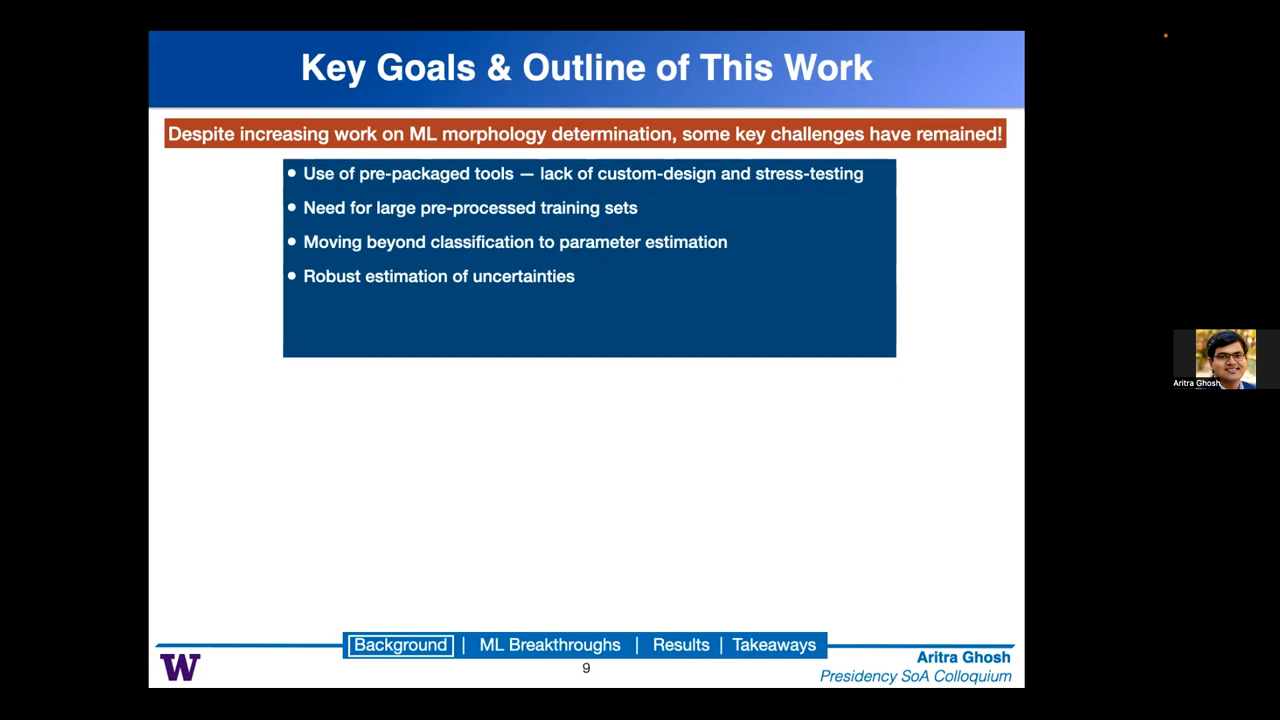 Key Goals & Outline of This Work
Despite increasing work on ML morphology determination, some key challenges have remained!
• Use of pre-packaged tools — lack of custom-design and stress-testing
• Need for large pre-processed training sets
• Moving beyond classification to parameter estimation
• Robust estimation of uncertainties
Aritra Ghosh
Background | ML Breakthroughs | Results | Takeaways
W
9
Aritra Ghosh
Presidency SoA Colloquium